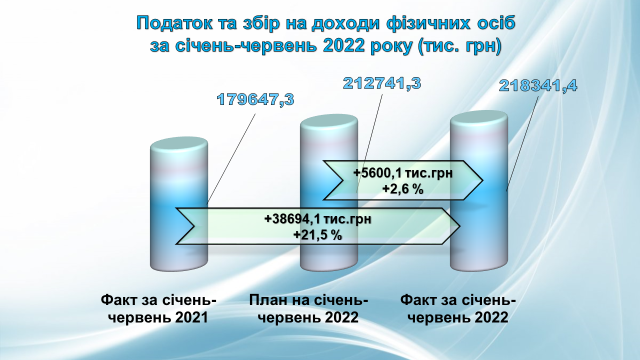 Податок та збір на доходи фізичних осіб
за січень-червень 2022 року (тис. грн)
179647,3
212741,3
218341,4
+5600,1 тис.грн
+2,6 %
+38694,1 тис.грн
+21,5 %
Факт за січень-
червень 2021
План на січень-
червень 2022
Факт за січень-
червень 2022